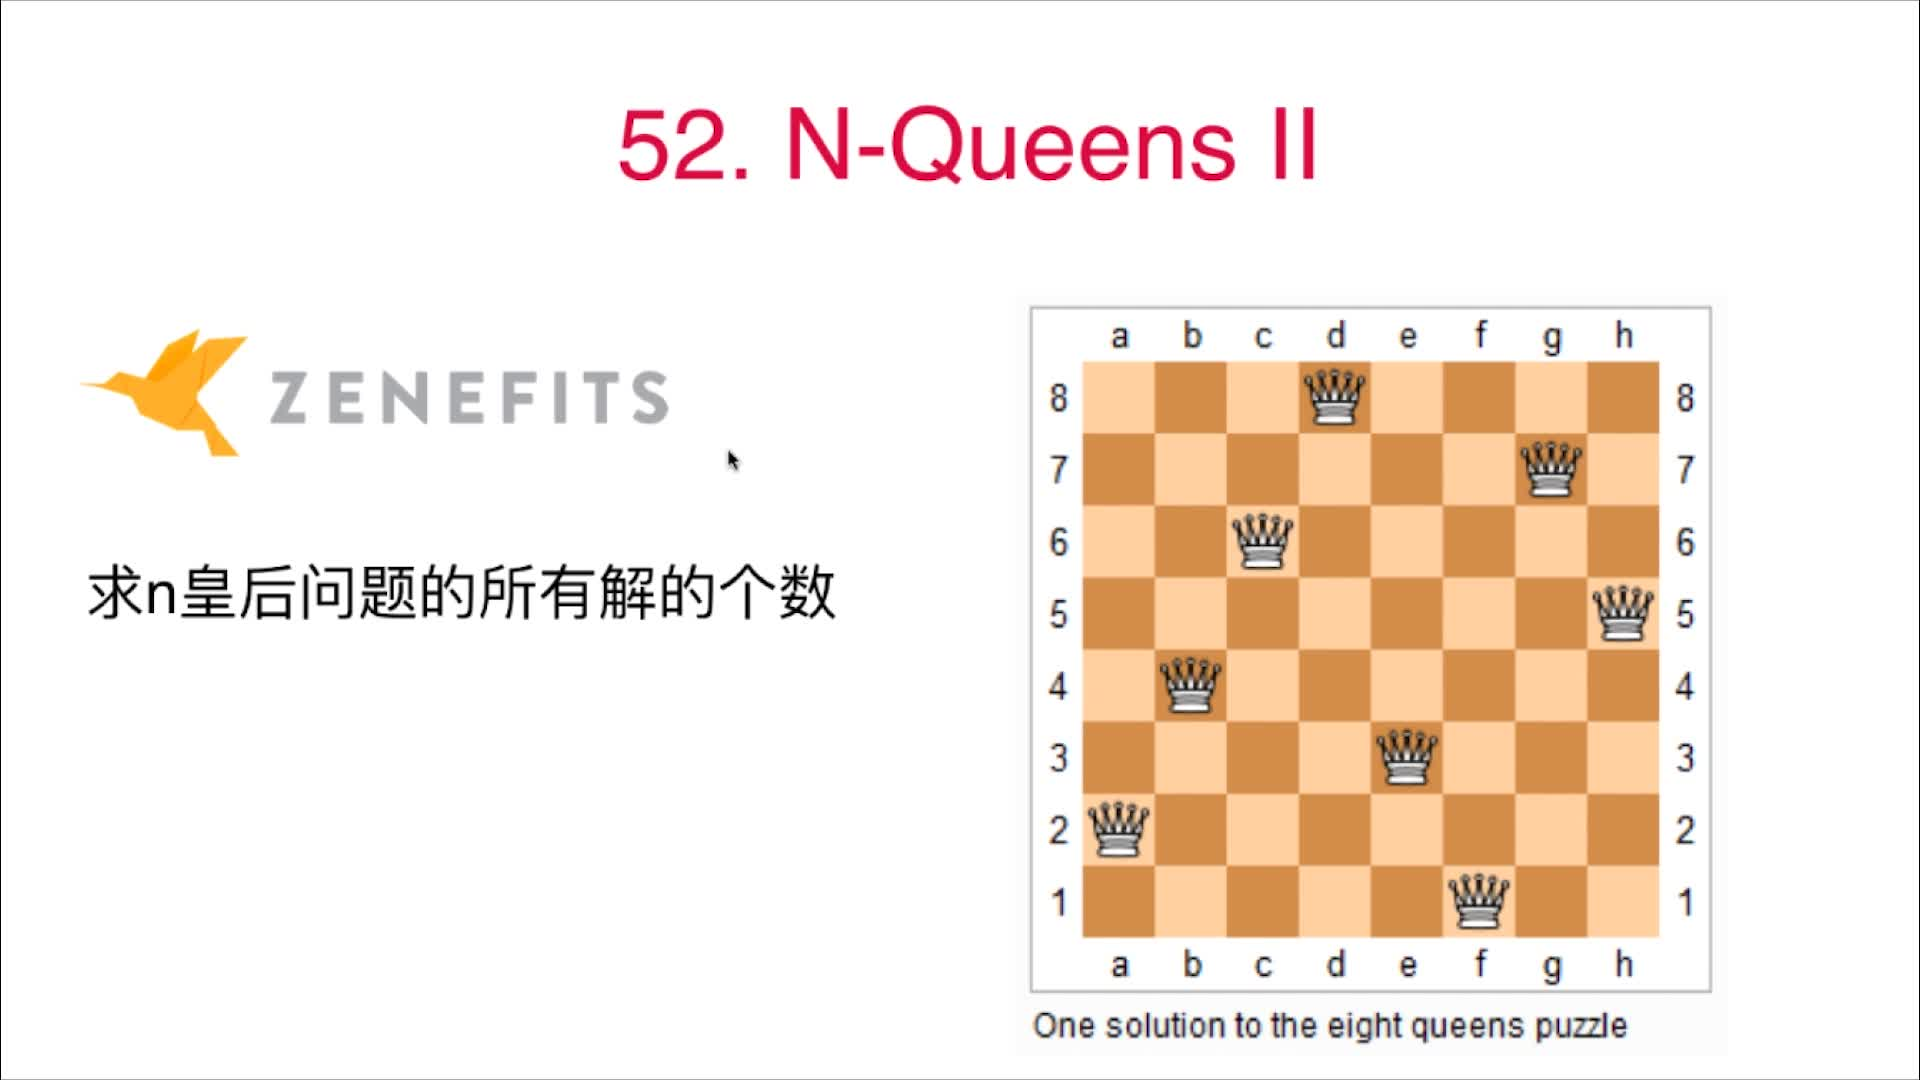 52. N-Queens II
ZENEFITS
求n皇后问题的所有解的个数
a b c d e f g h
8 8
7 7
6 6
5 5
4 4
3 3
2 2
1 1
a b c d e f g h
One solution to the eight queens puzzle